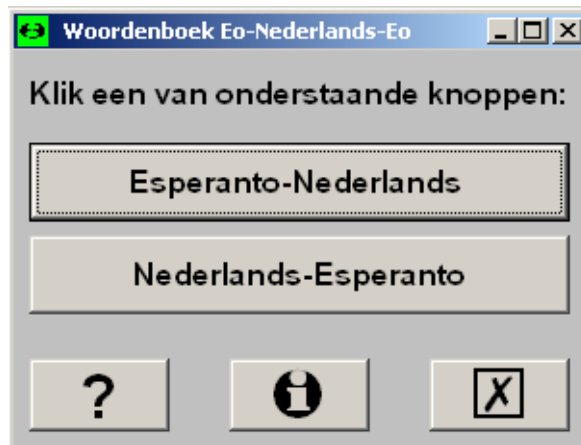 Woordenboek Eo-Nederlands-Eo
Klik een van onderstaande knoppen:
Esperanto-Nederlands
Nederlands-Esperanto
? i X